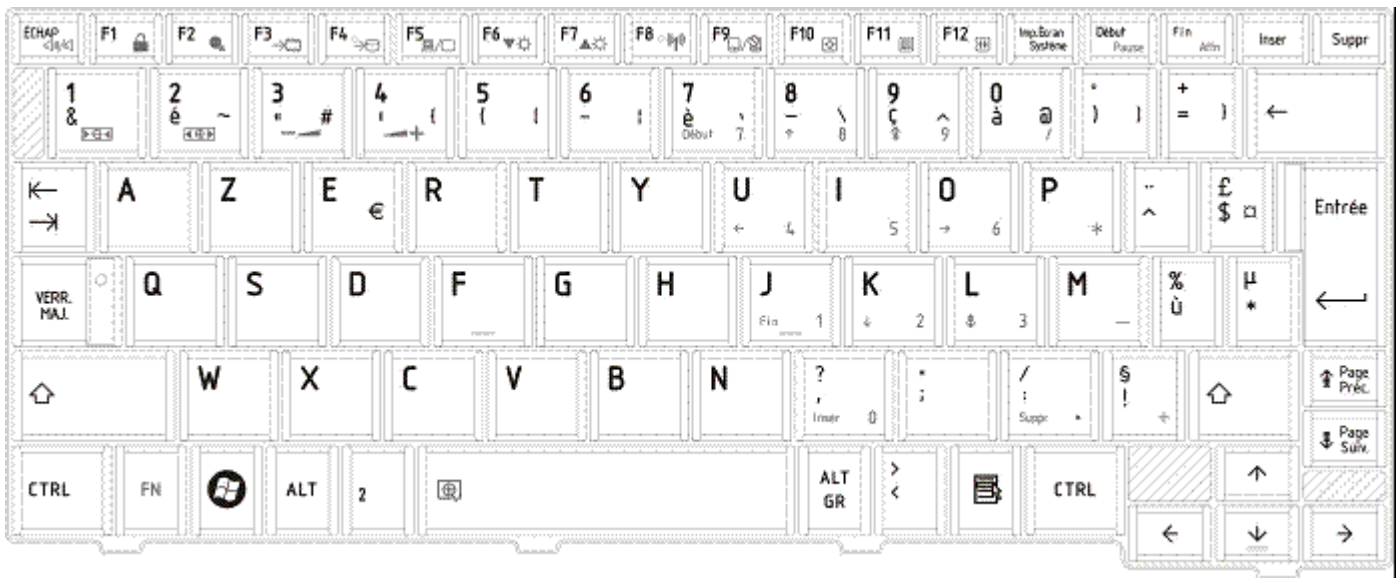 ÉCHAP F1 F2 F3 F4 F5 F6 F7 F8 F9 F10 F11 F12 Imp.Écran Début Fin Inser Suppr
Système Pause Attn
1 2 3 4 5 6 7 8 9 0 ° +
& é ~ " # ' { ( [ - | è ` ç ^ à @ ) ] = }
Début 7 8 9 /
A Z E R T Y U I O P ¨ £ Entrée
€ ^ $ ¤
4 5 6 *
VERR. Q S D F G H J K L M % µ
MAJ. ù *
Fin 1 2 3
W X C V B N ? . / § Page
, ; : ! Préc.
Inser 0 Suppr
Page
Suiv.
CTRL FN ALT 2 ALT > CTRL
GR <